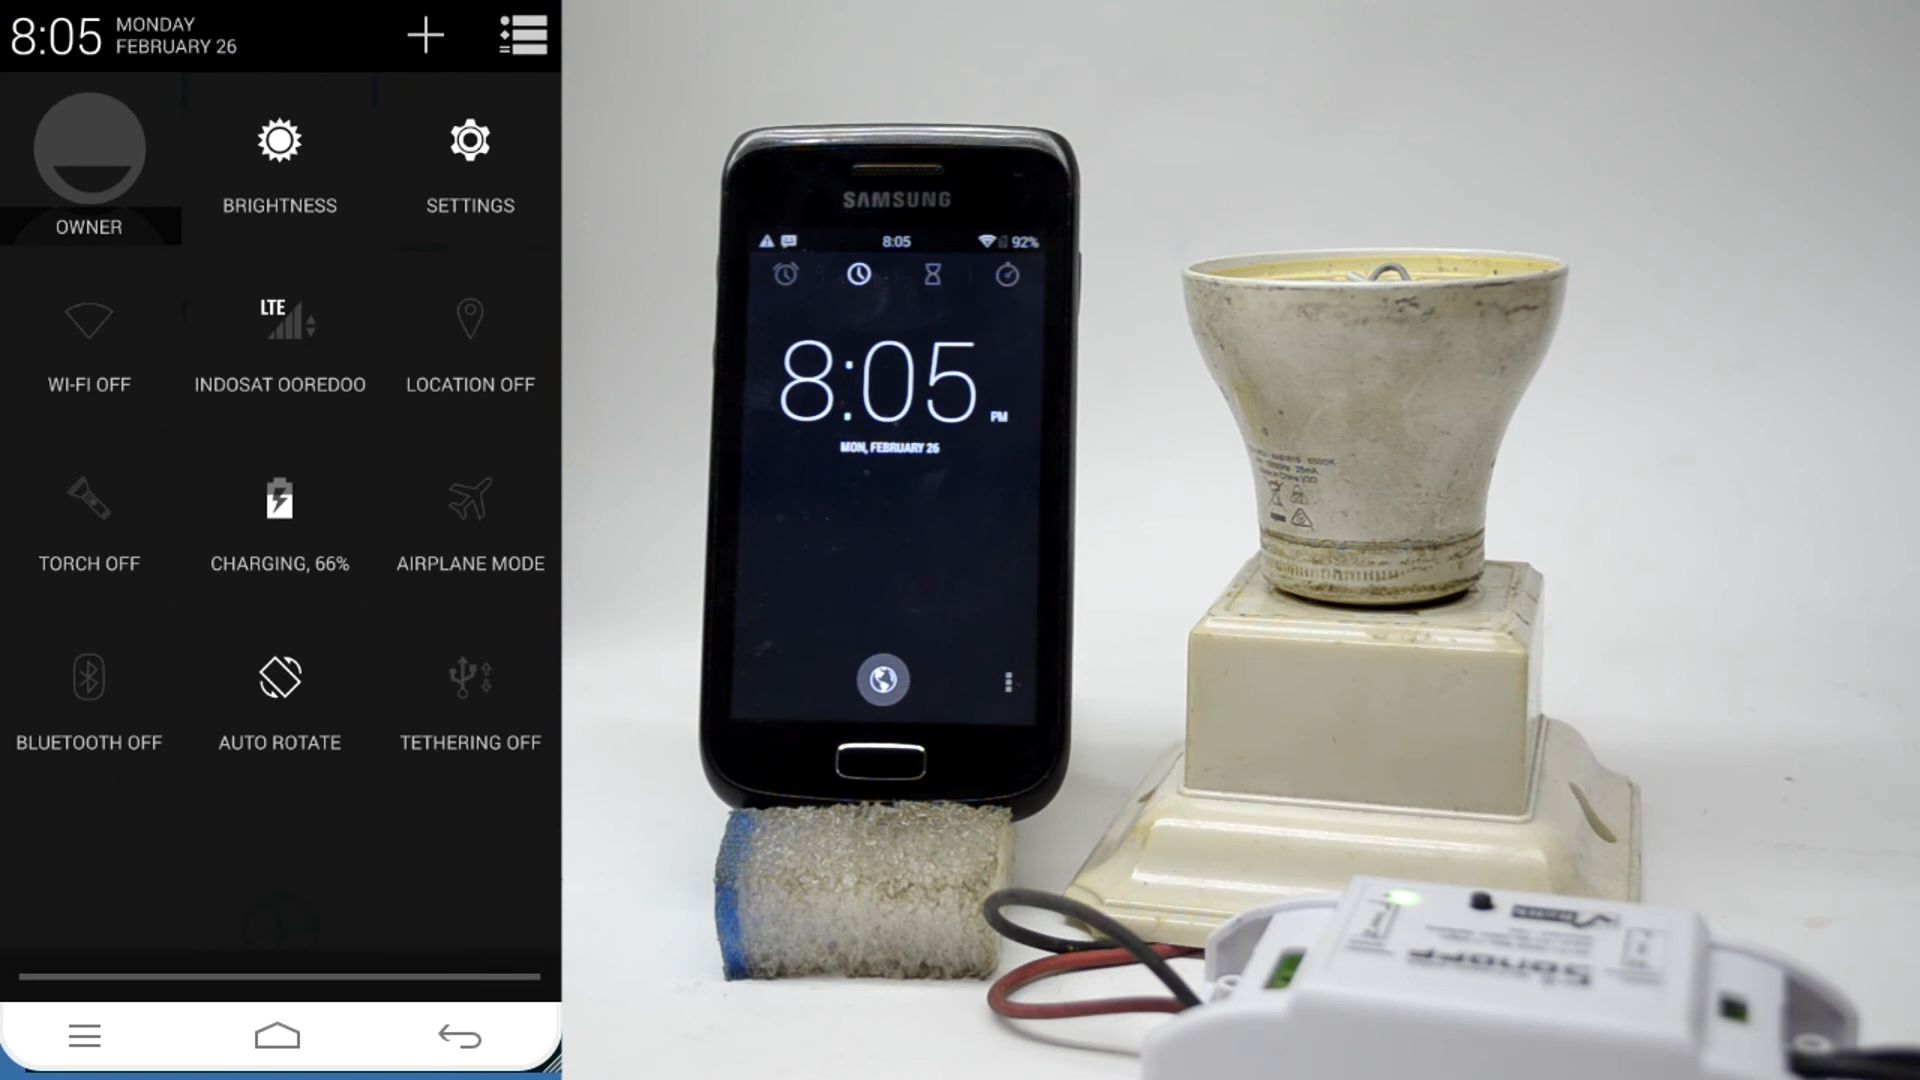 8:05
MONDAY
FEBRUARY 26
OWNER
BRIGHTNESS
SETTINGS
WI-FI OFF
LTE
INDOSAT OOREDOO
LOCATION OFF
TORCH OFF
CHARGING, 66%
AIRPLANE MODE
BLUETOOTH OFF
AUTO ROTATE
TETHERING OFF
SAMSUNG
8:05
92%
8:05 PM
MON, FEBRUARY 26
6500K
25mA
Sonoff